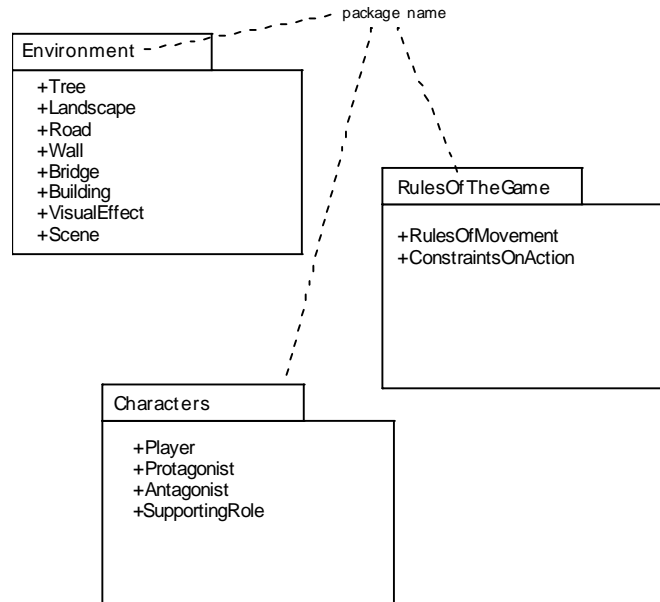 package name
Environment
+Tree
+Landscape
+Road
+Wall
+Bridge
+Building
+VisualEffect
+Scene
RulesOfTheGame
+RulesOfMovement
+ConstraintsOnAction
Characters
+Player
+Protagonist
+Antagonist
+SupportingRole